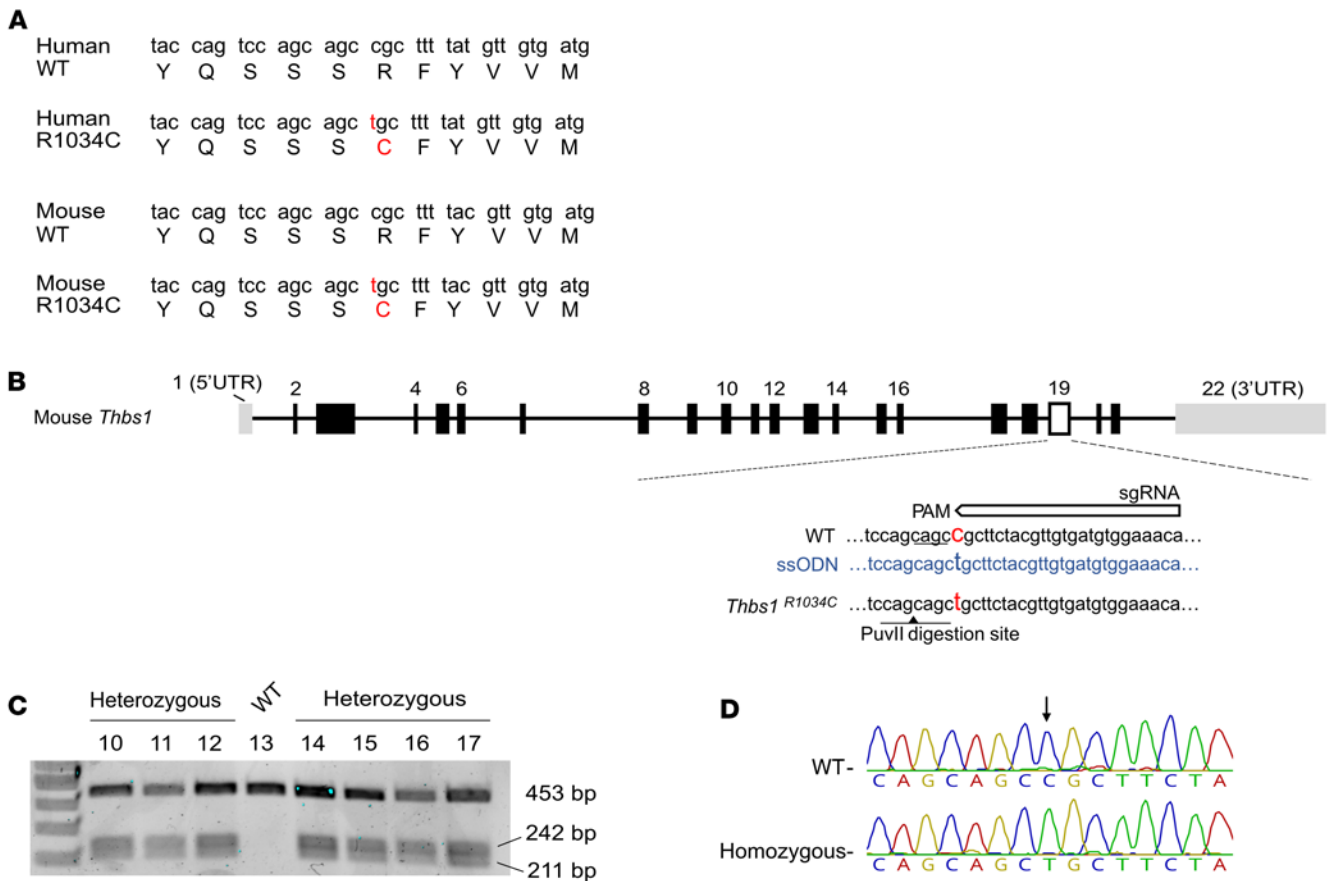 A
Human WT
tac cag tcc agc agc cgc ttt tat gtt gtg atg
Y Q S S S R F Y V V M
Human R1034C
tac cag tcc agc agc tgc ttt tat gtt gtg atg
Y Q S S S C F Y V V M
Mouse WT
tac cag tcc agc agc cgc ttt tac gtt gtg atg
Y Q S S S R F Y V V M
Mouse R1034C
tac cag tcc agc agc tgc ttt tac gtt gtg atg
Y Q S S S C F Y V V M
B
1 (5'UTR) 2 4 6 8 10 12 14 16 19 22 (3'UTR)
Mouse Thbs1
sgRNA
PAM
WT …tccagcagcCgcttctacgttgtgatgtggaaaca…
ssODN …tccagcagctgcttctacgttgtgatgtggaaaca…
Thbs1 R1034C …tccagcagctgcttctacgttgtgatgtggaaaca…
PuvII digestion site
C
Heterozygous WT Heterozygous
10 11 12 13 14 15 16 17
453 bp
242 bp
211 bp
D
WT-
C A G C A G C C G C T T C T A
Homozygous-
C A G C A G C T G C T T C T A